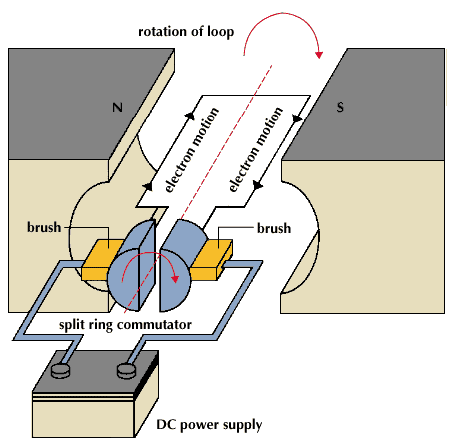 rotation of loop
N
S
electron motion
electron motion
brush
brush
split ring commutator
DC power supply